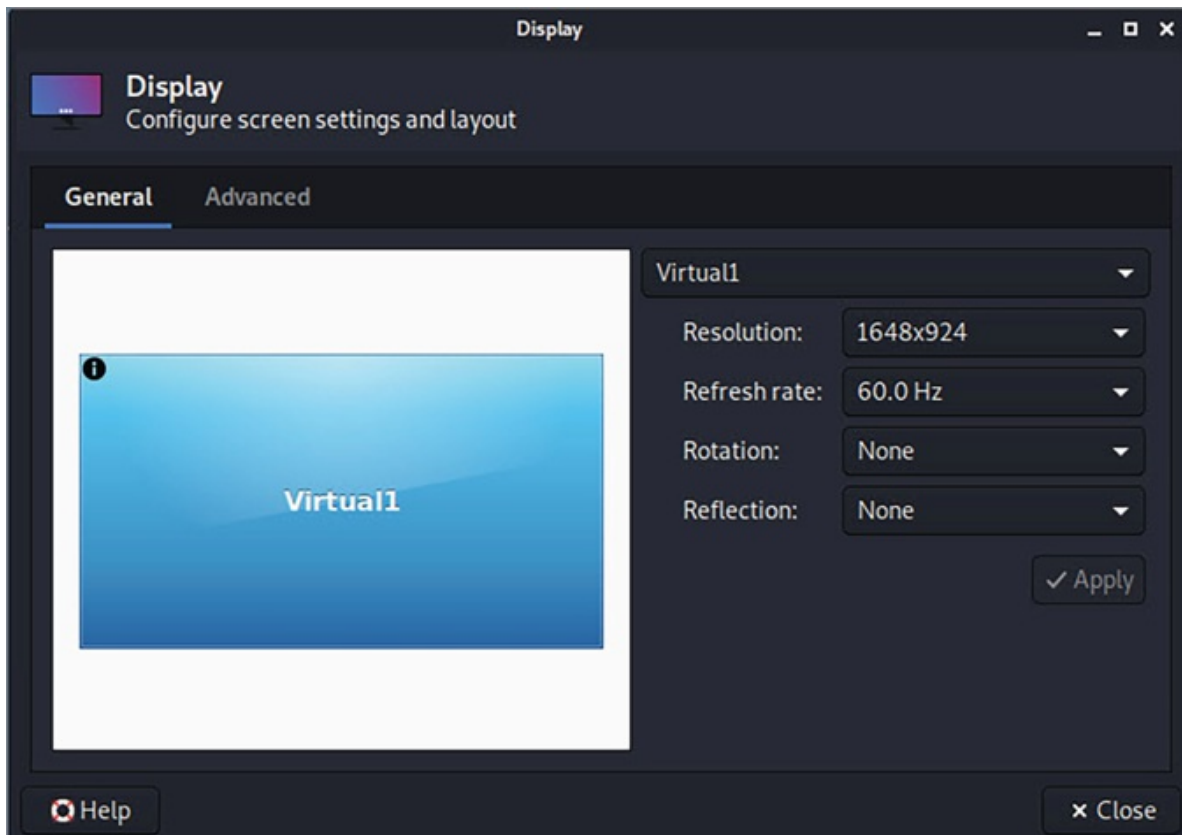 Display
Display
Configure screen settings and layout
General Advanced
Virtual1
Virtual1
Resolution: 1648x924
Refresh rate: 60.0 Hz
Rotation: None
Reflection: None
Apply
Help
Close